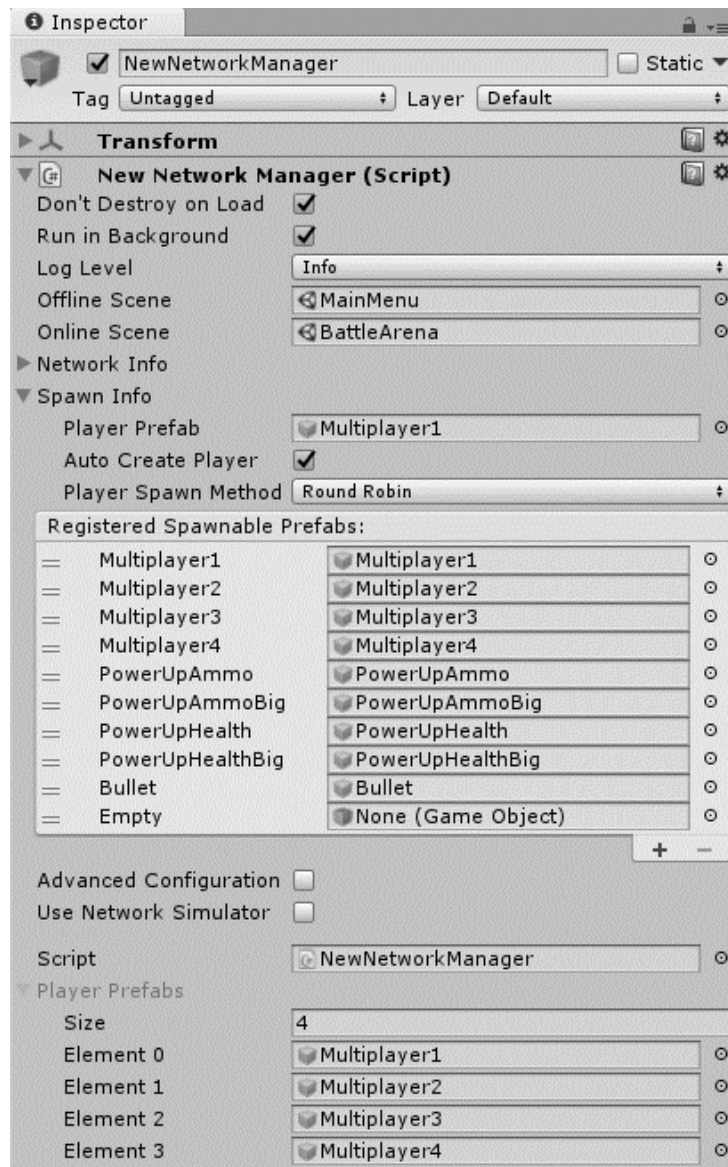 Inspector
NewNetworkManager Static
Tag Untagged Layer Default
Transform
New Network Manager (Script)
Don't Destroy on Load
Run in Background
Log Level Info
Offline Scene MainMenu
Online Scene BattleArena
Network Info
Spawn Info
Player Prefab Multiplayer1
Auto Create Player
Player Spawn Method Round Robin
Registered Spawnable Prefabs:
Multiplayer1 Multiplayer1
Multiplayer2 Multiplayer2
Multiplayer3 Multiplayer3
Multiplayer4 Multiplayer4
PowerUpAmmo PowerUpAmmo
PowerUpAmmoBig PowerUpAmmoBig
PowerUpHealth PowerUpHealth
PowerUpHealthBig PowerUpHealthBig
Bullet Bullet
Empty None (Game Object)
Advanced Configuration
Use Network Simulator
Script NewNetworkManager
Player Prefabs
Size 4
Element 0 Multiplayer1
Element 1 Multiplayer2
Element 2 Multiplayer3
Element 3 Multiplayer4